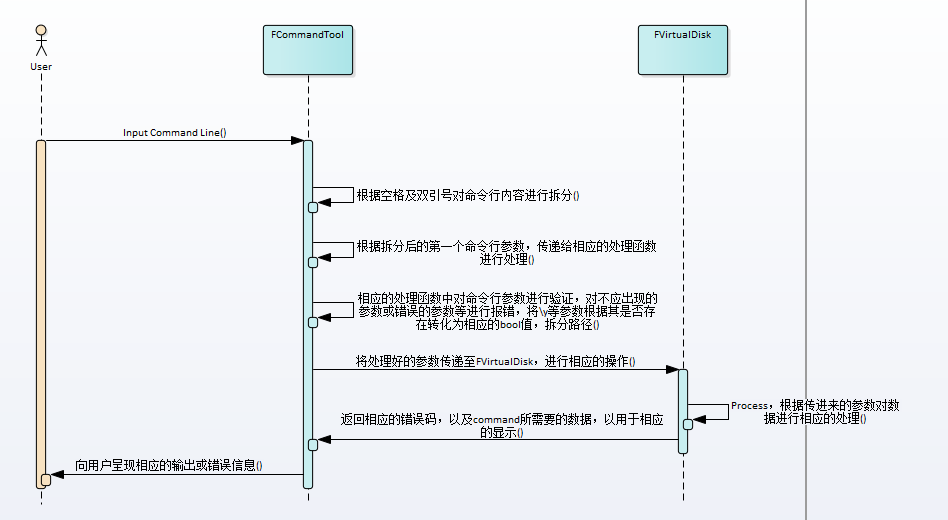 FCommandTool
FVirtualDisk
User
Input Command Line()
根据空格及双引号对命令行内容进行拆分()
根据拆分后的第一个命令行参数，传递给相应的处理函数
进行处理()
相应的处理函数中对命令行参数进行验证，对不应出现的
参数或错误的参数等进行报错，将\y等参数根据其是否存
在转化为相应的bool值，拆分路径()
将处理好的参数传递至FVirtualDisk，进行相应的操作()
Process，根据传进来的参数对数
据进行相应的处理()
返回相应的错误码，以及command所需要的数据，以用于相应
的显示()
向用户呈现相应的输出或错误信息()